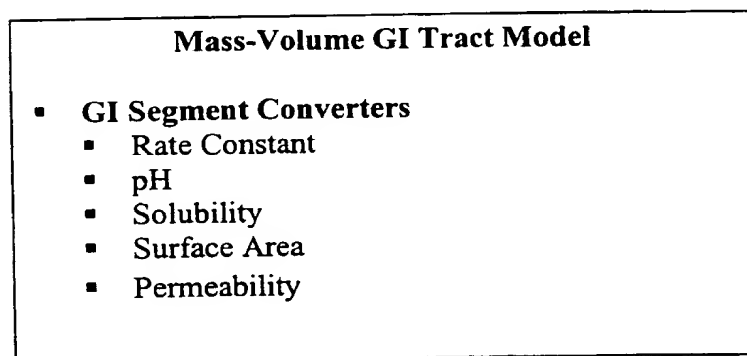 Mass-Volume GI Tract Model
▪ GI Segment Converters
▪ Rate Constant
▪ pH
▪ Solubility
▪ Surface Area
▪ Permeability